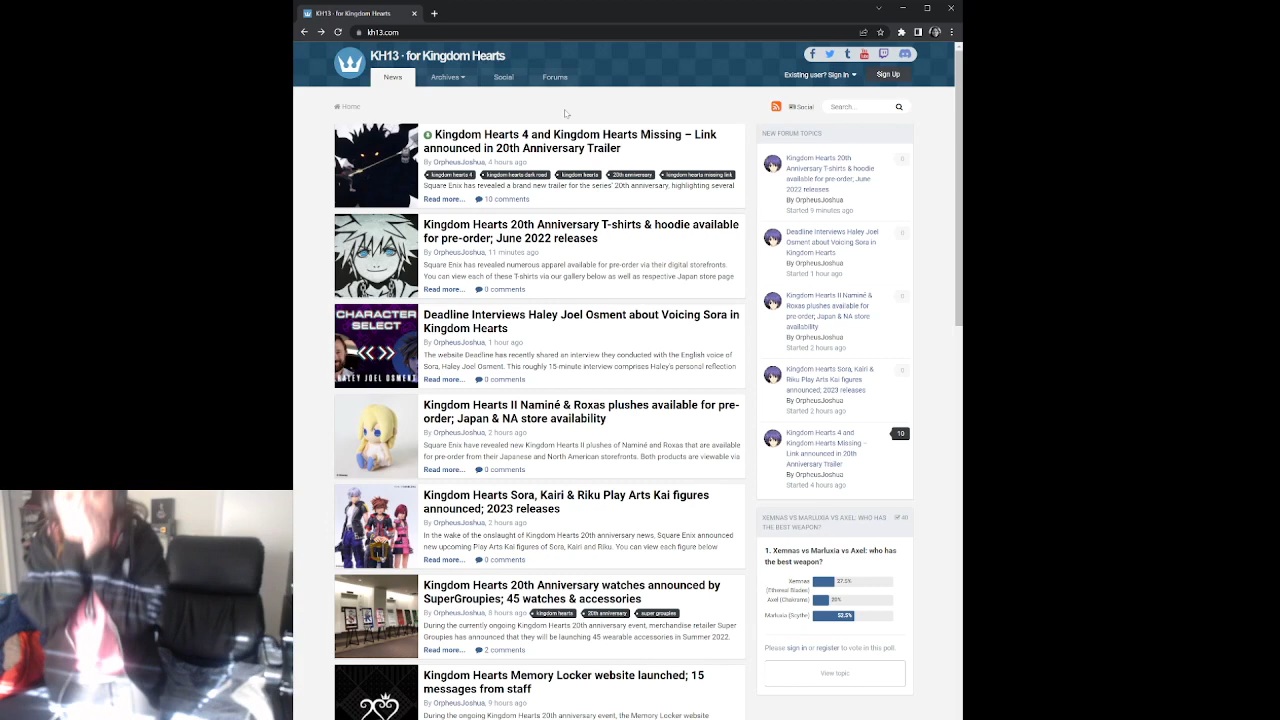 KH13 · for Kingdom Hearts
kh13.com
KH13 · for Kingdom Hearts
News
Archives
Social
Forums
Existing user? Sign In
Sign Up
Home
Social
Search...
Kingdom Hearts 4 and Kingdom Hearts Missing – Link
announced in 20th Anniversary Trailer
By OrpheusJoshua, 4 hours ago
kingdom hearts 4
kingdom hearts dark road
kingdom hearts
20th anniversary
kingdom hearts missing link
Square Enix has revealed a brand new trailer for the series' 20th anniversary, highlighting several
Read more...
10 comments
Kingdom Hearts 20th Anniversary T-shirts & hoodie available
for pre-order; June 2022 releases
By OrpheusJoshua, 11 minutes ago
Square Enix has revealed numerous apparel available for pre-order via their digital storefronts.
You can view each of these T-shirts via our gallery below as well as respective Japan store page
Read more...
0 comments
CHARACTER
SELECT
HALEY JOEL OSMENT
Deadline Interviews Haley Joel Osment about Voicing Sora in
Kingdom Hearts
By OrpheusJoshua, 1 hour ago
The website Deadline has recently shared an interview they conducted with the English voice of
Sora, Haley Joel Osment. This roughly 15-minute interview comprises Haley's personal reflection
Read more...
0 comments
Kingdom Hearts II Naminé & Roxas plushes available for pre-
order; Japan & NA store availability
By OrpheusJoshua, 2 hours ago
Square Enix have revealed new Kingdom Hearts II plushes of Naminé and Roxas that are available
for pre-order from their Japanese and North American storefronts. Both products are viewable via
Read more...
0 comments
Kingdom Hearts Sora, Kairi & Riku Play Arts Kai figures
announced; 2023 releases
By OrpheusJoshua, 2 hours ago
In the wake of the onslaught of Kingdom Hearts 20th anniversary news, Square Enix announced
new upcoming Play Arts Kai figures of Sora, Kairi and Riku. You can view each figure below
Read more...
0 comments
Kingdom Hearts 20th Anniversary watches announced by
SuperGroupies; 45 watches & accessories
By OrpheusJoshua, 8 hours ago
kingdom hearts
20th anniversary
super groupies
During the currently ongoing Kingdom Hearts 20th anniversary event, merchandise retailer Super
Groupies has announced that they will be launching 45 wearable accessories in Summer 2022.
Read more...
2 comments
Kingdom Hearts Memory Locker website launched; 15
messages from staff
By OrpheusJoshua, 9 hours ago
During the ongoing Kingdom Hearts 20th anniversary event, the Memory Locker website
NEW FORUM TOPICS
Kingdom Hearts 20th
Anniversary T-shirts & hoodie
available for pre-order, June
2022 releases
By OrpheusJoshua
Started 9 minutes ago
0
Deadline Interviews Haley Joel
Osment about Voicing Sora in
Kingdom Hearts
By OrpheusJoshua
Started 1 hour ago
0
Kingdom Hearts II Naminé &
Roxas plushes available for
pre order; Japan & NA store
availability
By OrpheusJoshua
Started 2 hours ago
0
Kingdom Hearts Sora, Kairi &
Riku Play Arts Kai figures
announced, 2023 releases
By OrpheusJoshua
Started 2 hours ago
0
Kingdom Hearts 4 and
Kingdom Hearts Missing –
Link announced in 20th
Anniversary Trailer
By OrpheusJoshua
Started 4 hours ago
10
XEMNAS VS MARLUXIA VS AXEL: WHO HAS
THE BEST WEAPON?
40
1. Xemnas vs Marluxia vs Axel: who has
the best weapon?
Xemnas
(Ethereal Blades)
27.5%
Axel (Chakrams)
20%
Marluxia (Scythe)
52.5%
Please sign in or register to vote in this poll.
View topic